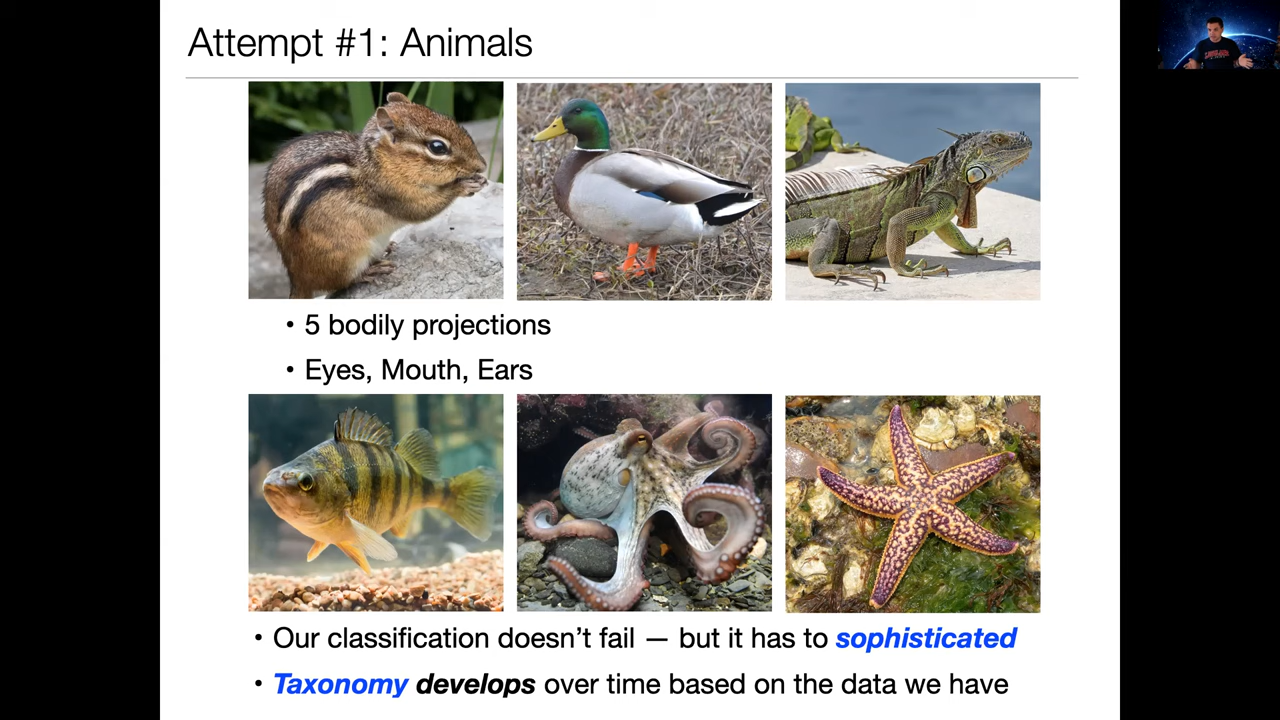 Attempt #1: Animals
• 5 bodily projections
• Eyes, Mouth, Ears
• Our classification doesn’t fail — but it has to sophisticated
• Taxonomy develops over time based on the data we have